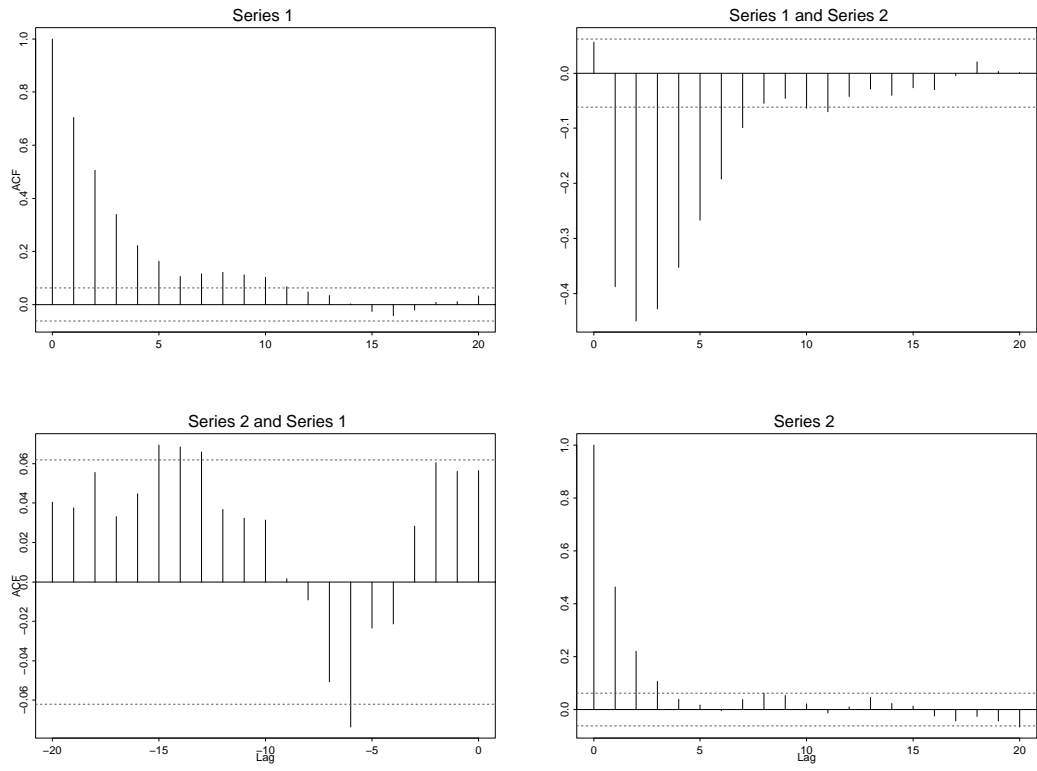 Series 1
Series 1 and Series 2
ACF
0.0 0.2 0.4 0.6 0.8 1.0
0 5 10 15 20
−0.4 −0.3 −0.2 −0.1 0.0
0 5 10 15 20
Series 2 and Series 1
Series 2
ACF
−0.06 −0.04 −0.02 0.0 0.02 0.04 0.06
−20 −15 −10 −5 0
Lag
0.0 0.2 0.4 0.6 0.8 1.0
0 5 10 15 20
Lag